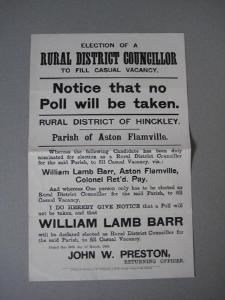 ELECTION OF A
RURAL DISTRICT COUNCILLOR
TO FILL CASUAL VACANCY.
Notice that no
Poll will be taken.
RURAL DISTRICT OF HINCKLEY.
Parish of Aston Flamville.
Whereas the following Candidate has been duly
nominated for election as a Rural District Councillor
for the said Parish, to fill Casual Vacancy, viz.:
William Lamb Barr, Aston Flamville,
Colonel Ret'd. Pay.
And whereas One person only has to be elected as
Rural District Councillor for the said Parish, to fill
Casual Vacancy.
I DO HEREBY GIVE NOTICE that a Poll will
not be taken, and that
WILLIAM LAMB BARR
will be declared elected as Rural District Councillor for
the said Parish, to fill Casual Vacancy.
Dated this day of March,
JOHN W. PRESTON,
RETURNING OFFICER.